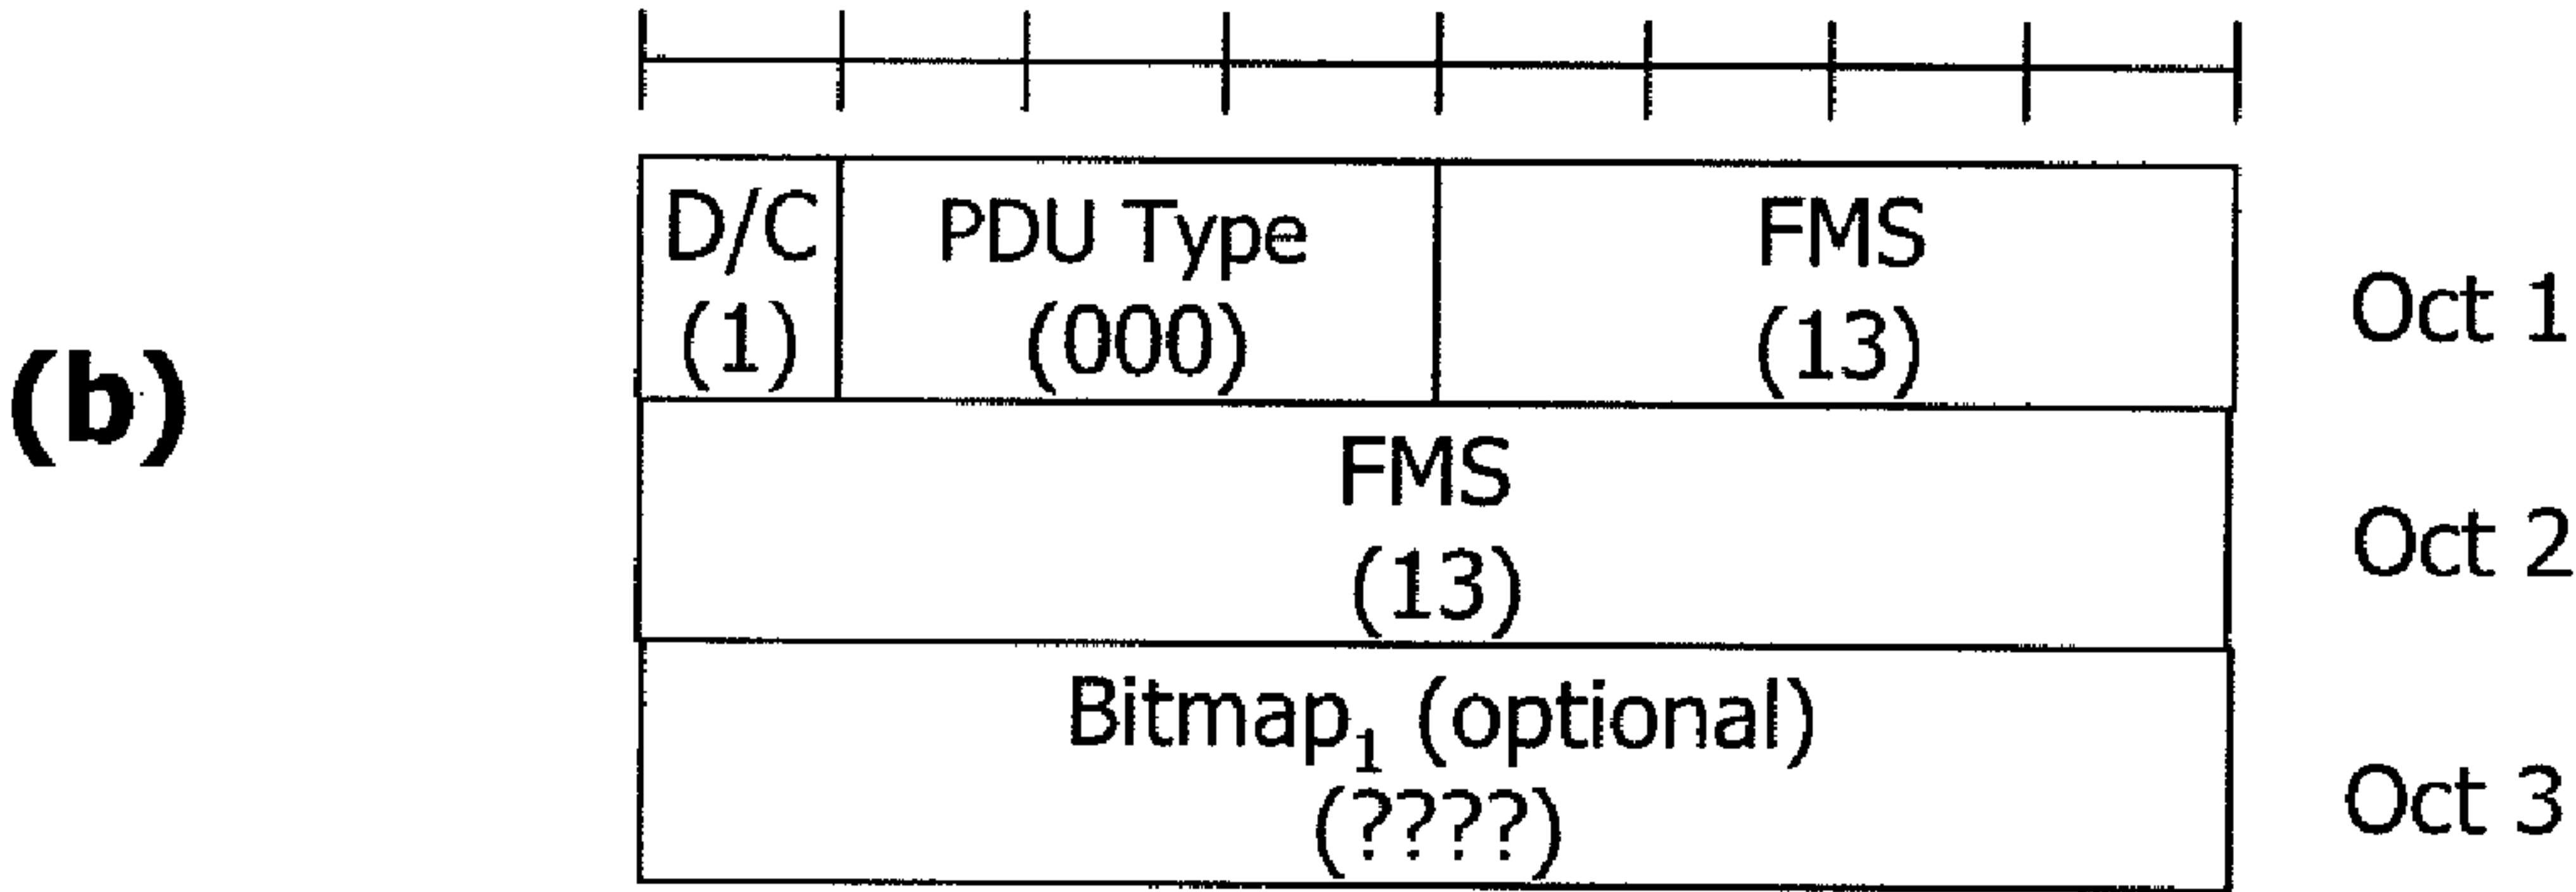 (b)
D/C
(1)
PDU Type
(000)
FMS
(13)
Oct 1
FMS
(13)
Oct 2
Bitmap₁ (optional)
(????)
Oct 3